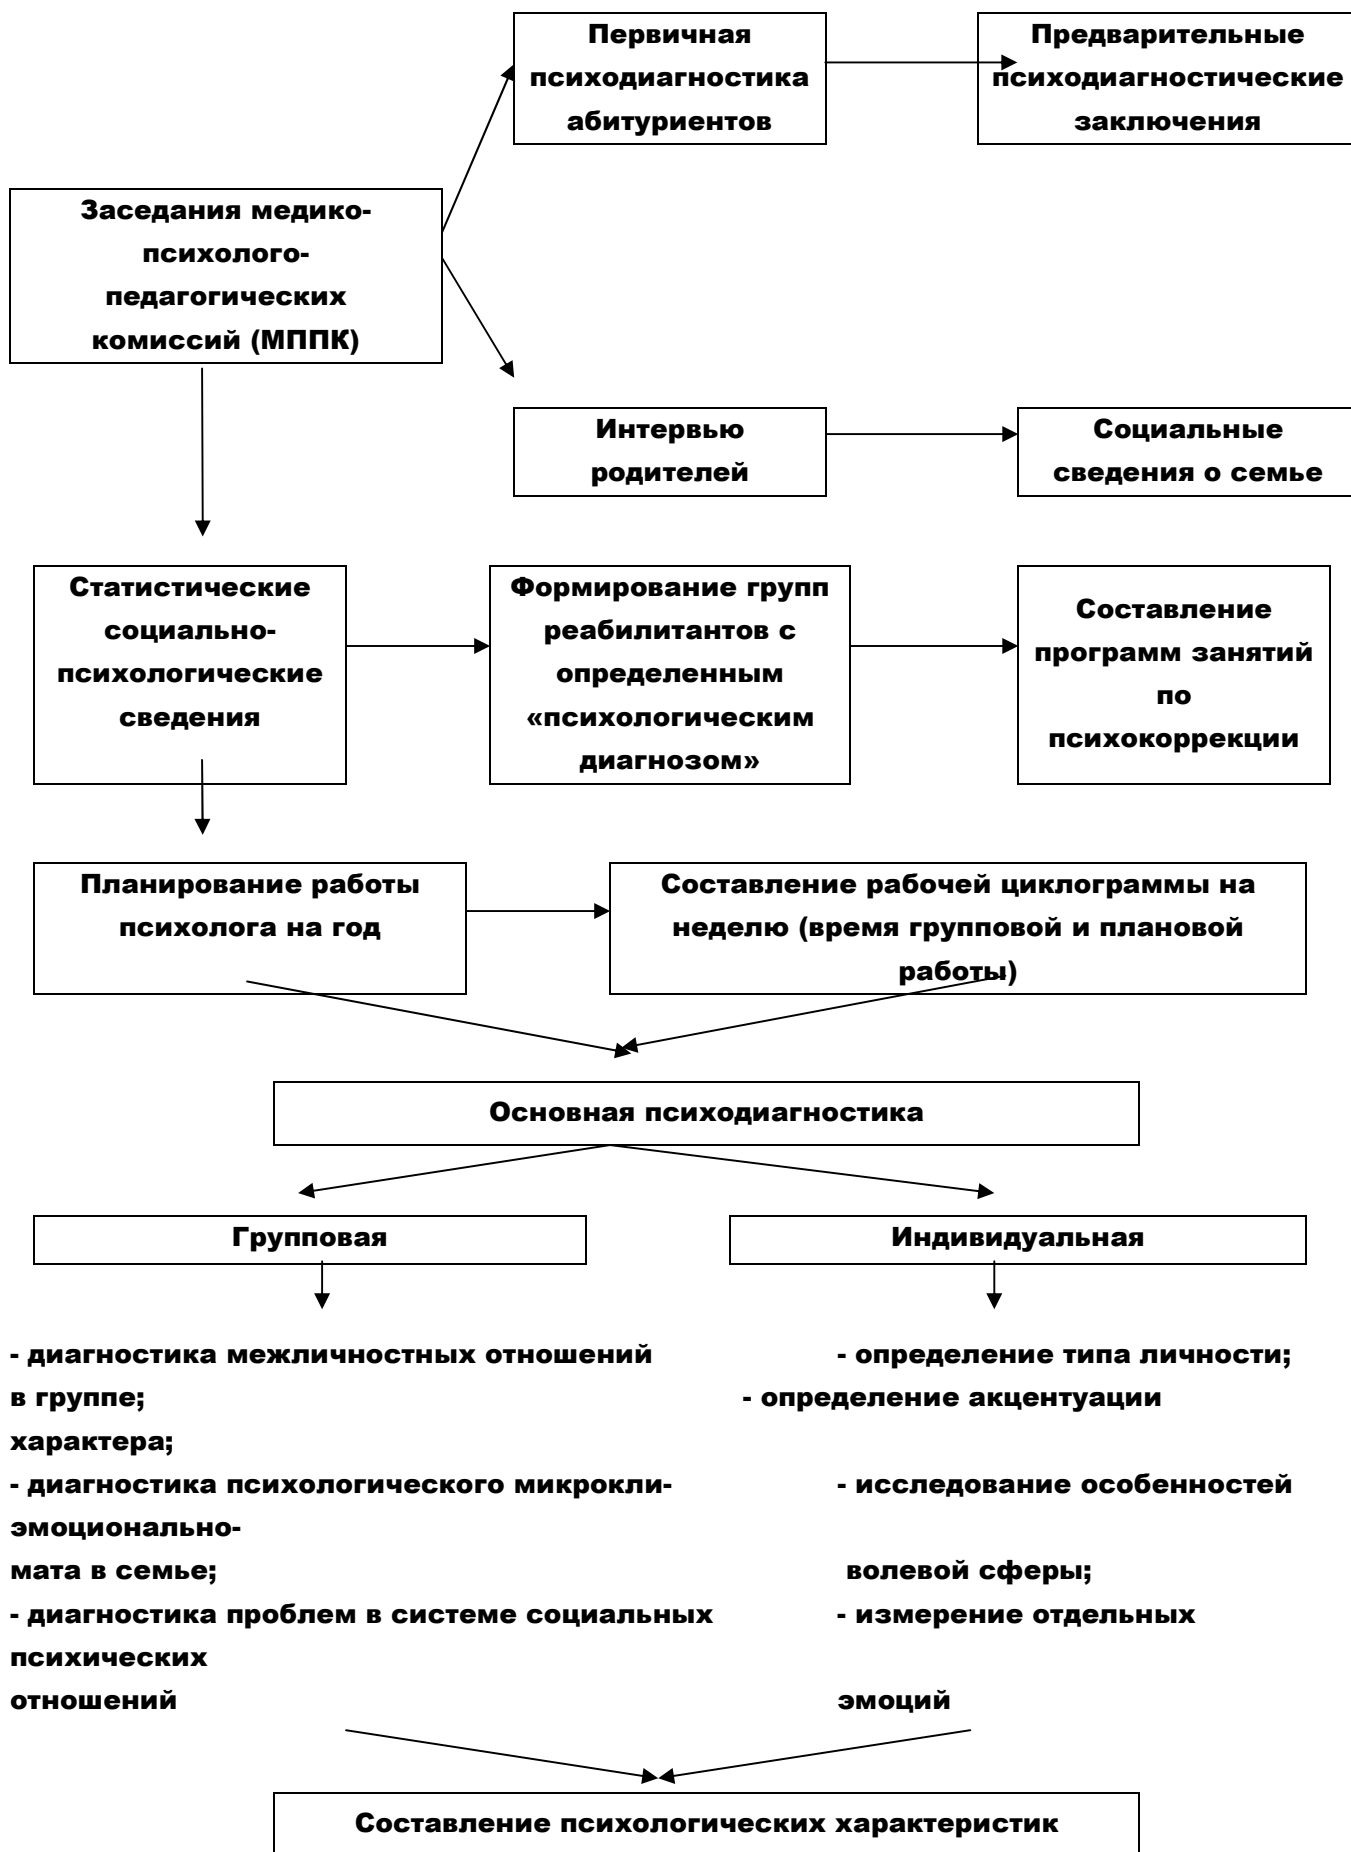 Первичная
психодиагностика
абитуриентов
Предварительные
психодиагностические
заключения
Заседания медико-
психолого-
педагогических
комиссий (МППК)
Интервью
родителей
Социальные
сведения о семье
Статистические
социально-
психологические
сведения
Формирование групп
реабилитантов с
определенным
«психологическим
диагнозом»
Составление
программ занятий
по
психокоррекции
Планирование работы
психолога на год
Составление рабочей циклограммы на
неделю (время групповой и плановой
работы)
Основная психодиагностика
Групповая
Индивидуальная
- диагностика межличностных отношений - определение типа личности;
в группе; - определение акцентуации
характера;
- диагностика психологического микрокли- - исследование особенностей
эмоционально-
мата в семье; волевой сферы;
- диагностика проблем в системе социальных - измерение отдельных
психических
отношений эмоций
Составление психологических характеристик